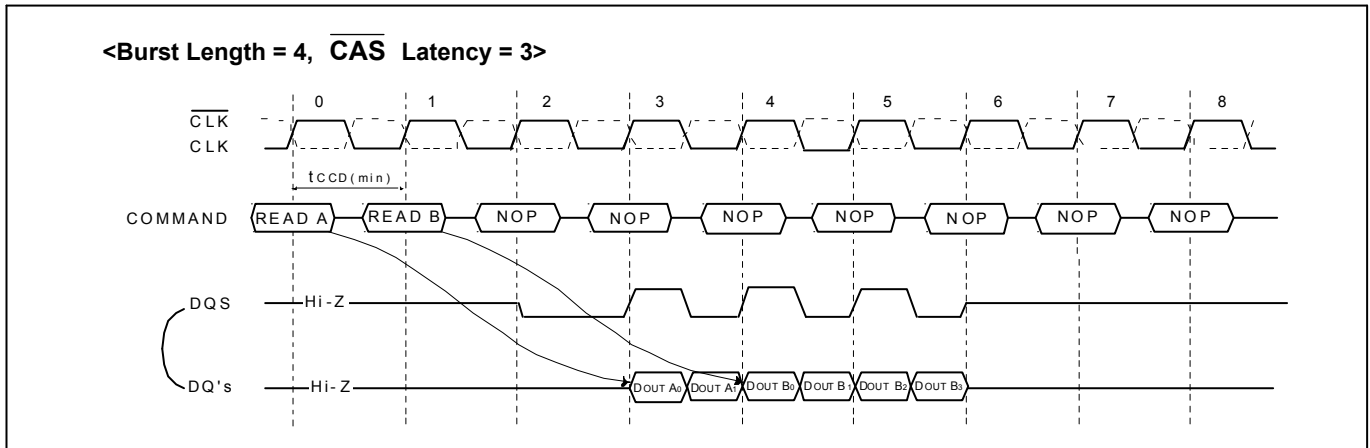 <Burst Length = 4, CAS Latency = 3>
0 1 2 3 4 5 6 7 8
CLK
CLK
tCCD(min)
COMMAND READ A READ B NOP NOP NOP NOP NOP NOP NOP
DQS Hi-Z
DQ's Hi-Z DOUT A0 DOUT A1 DOUT B0 DOUT B1 DOUT B2 DOUT B3